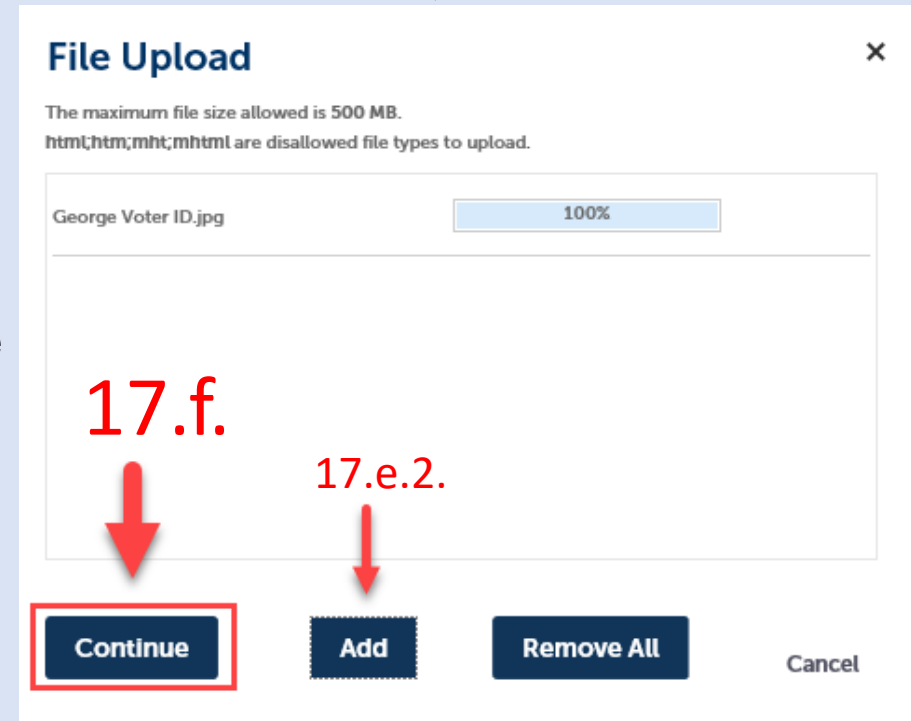 File Upload ×
The maximum file size allowed is 500 MB.
html;htm;mht;mhtml are disallowed file types to upload.
George Voter ID.jpg 100%
17.f.
17.e.2.
Continue Add Remove All Cancel